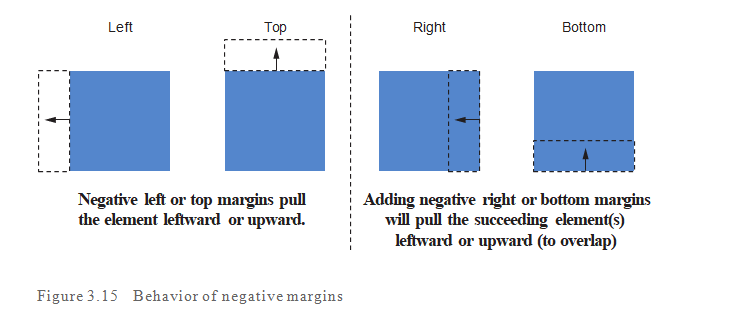 Left
Top
Right
Bottom
Negative left or top margins pull
the element leftward or upward.
Adding negative right or bottom margins
will pull the succeeding element(s)
leftward or upward (to overlap)
Figure 3.15 Behavior of negative margins